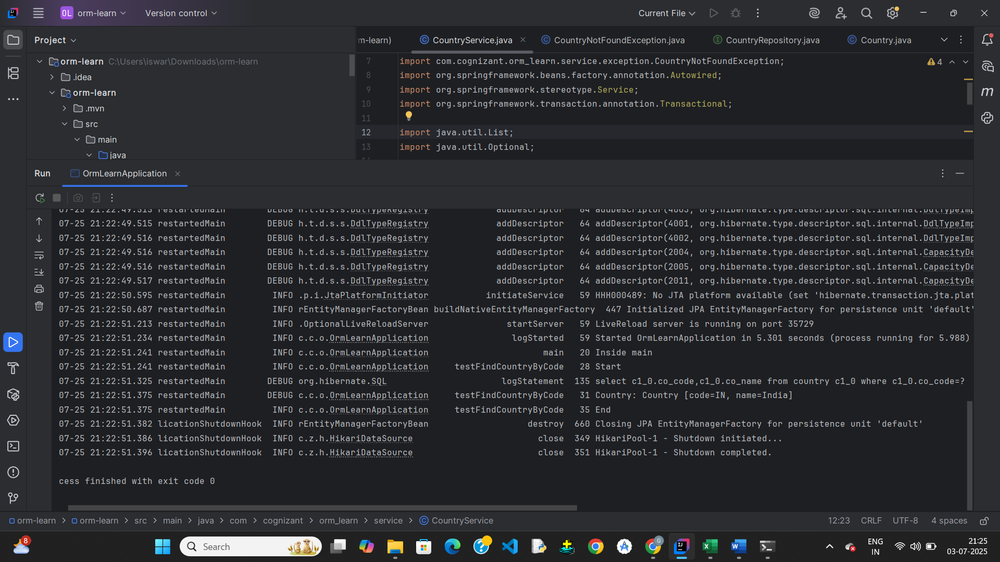 OL orm-learn Version control Current File
Project
m-learn) CountryService.java CountryNotFoundException.java CountryRepository.java Country.java
orm-learn C:\Users\iswar\Downloads\orm-learn
.idea
orm-learn
.mvn
src
main
java
7 import com.cognizant.orm_learn.service.exception.CountryNotFoundException;
8 import org.springframework.beans.factory.annotation.Autowired;
9 import org.springframework.stereotype.Service;
10 import org.springframework.transaction.annotation.Transactional;
11
12 import java.util.List;
13 import java.util.Optional;
4
Run OrmLearnApplication
07-25 21:22:49.515 restartedMain DEBUG h.t.d.s.s.DdlTypeRegistry addDescriptor 64 addDescriptor(4003, org.hibernate.type.descriptor.sql.internal.DdlTypeImp
07-25 21:22:49.515 restartedMain DEBUG h.t.d.s.s.DdlTypeRegistry addDescriptor 64 addDescriptor(4001, org.hibernate.type.descriptor.sql.internal.DdlTypeImp
07-25 21:22:49.516 restartedMain DEBUG h.t.d.s.s.DdlTypeRegistry addDescriptor 64 addDescriptor(4002, org.hibernate.type.descriptor.sql.internal.DdlTypeImp
07-25 21:22:49.516 restartedMain DEBUG h.t.d.s.s.DdlTypeRegistry addDescriptor 64 addDescriptor(2004, org.hibernate.type.descriptor.sql.internal.CapacityDe
07-25 21:22:49.516 restartedMain DEBUG h.t.d.s.s.DdlTypeRegistry addDescriptor 64 addDescriptor(2005, org.hibernate.type.descriptor.sql.internal.CapacityDe
07-25 21:22:49.517 restartedMain DEBUG h.t.d.s.s.DdlTypeRegistry addDescriptor 64 addDescriptor(2011, org.hibernate.type.descriptor.sql.internal.CapacityDe
07-25 21:22:50.595 restartedMain INFO .p.i.JtaPlatformInitiator initiateService 59 HHH000489: No JTA platform available (set 'hibernate.transaction.jta.plat
07-25 21:22:50.687 restartedMain INFO rEntityManagerFactoryBean buildNativeEntityManagerFactory 447 Initialized JPA EntityManagerFactory for persistence unit 'default'
07-25 21:22:51.213 restartedMain INFO .OptionalLiveReloadServer startServer 59 LiveReload server is running on port 35729
07-25 21:22:51.234 restartedMain INFO c.c.o.OrmLearnApplication logStarted 59 Started OrmLearnApplication in 5.301 seconds (process running for 5.988)
07-25 21:22:51.241 restartedMain INFO c.c.o.OrmLearnApplication main 20 Inside main
07-25 21:22:51.241 restartedMain INFO c.c.o.OrmLearnApplication testFindCountryByCode 28 Start
07-25 21:22:51.325 restartedMain DEBUG org.hibernate.SQL logStatement 135 select c1_0.co_code,c1_0.co_name from country c1_0 where c1_0.co_code=?
07-25 21:22:51.375 restartedMain DEBUG c.c.o.OrmLearnApplication testFindCountryByCode 31 Country: Country [code=IN, name=India]
07-25 21:22:51.375 restartedMain INFO c.c.o.OrmLearnApplication testFindCountryByCode 35 End
07-25 21:22:51.382 licationShutdownHook INFO rEntityManagerFactoryBean destroy 660 Closing JPA EntityManagerFactory for persistence unit 'default'
07-25 21:22:51.386 licationShutdownHook INFO c.z.h.HikariDataSource close 349 HikariPool-1 - Shutdown initiated...
07-25 21:22:51.396 licationShutdownHook INFO c.z.h.HikariDataSource close 351 HikariPool-1 - Shutdown completed.
cess finished with exit code 0
orm-learn > orm-learn > src > main > java > com > cognizant > orm_learn > service > CountryService 12:23 CRLF UTF-8 4 spaces
8 Search ENG 21:25
IN 03-07-2025